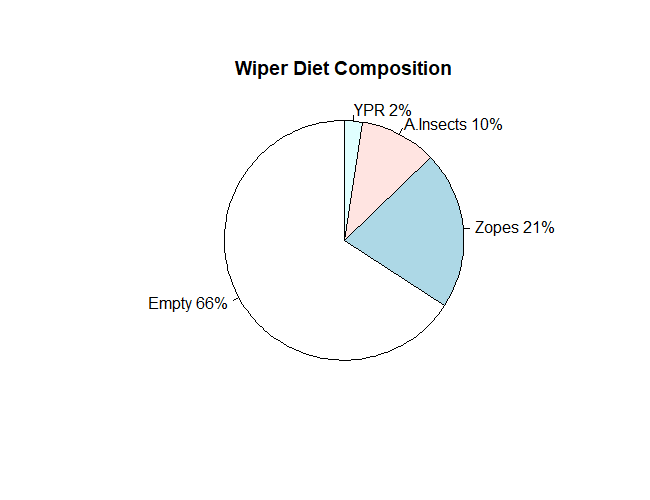 Wiper Diet Composition
YPR 2%
A.Insects 10%
Zopes 21%
Empty 66%